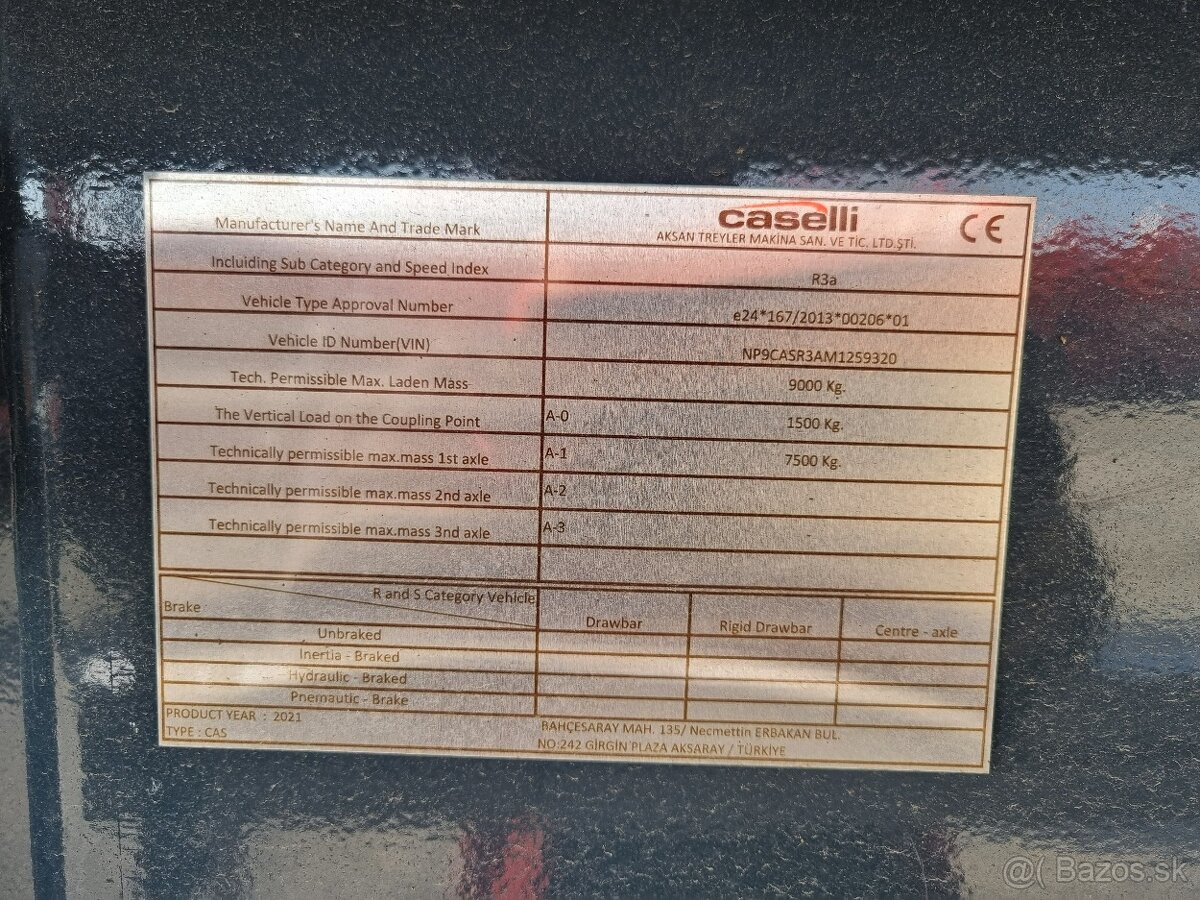 Manufacturer's Name And Trade Mark
caselli
CE
AKSAN TREYLER MAKİNA SAN. VE TİC. LTD.ŞTİ.
Incluiding Sub Category and Speed Index
R3a
Vehicle Type Approval Number
e24*167/2013*00206*01
Vehicle ID Number(VIN)
NP9CASR3AM1259320
Tech. Permissible Max. Laden Mass
9000 Kg.
The Vertical Load on the Coupling Point
A-0
1500 Kg.
Technically permissible max.mass 1st axle
A-1
7500 Kg.
Technically permissible max.mass 2nd axle
A-2
Technically permissible max.mass 3nd axle
A-3
R and S Category Vehicle
Brake
Drawbar
Rigid Drawbar
Centre - axle
Unbraked
Inertia - Braked
Hydraulic - Braked
Pnemautic - Brake
PRODUCT YEAR : 2021
TYPE : CAS
BAHÇESARAY MAH. 135/ Necmettin ERBAKAN BUL.
NO:242 GİRGİN PLAZA AKSARAY / TÜRKİYE
@( Bazos.sk